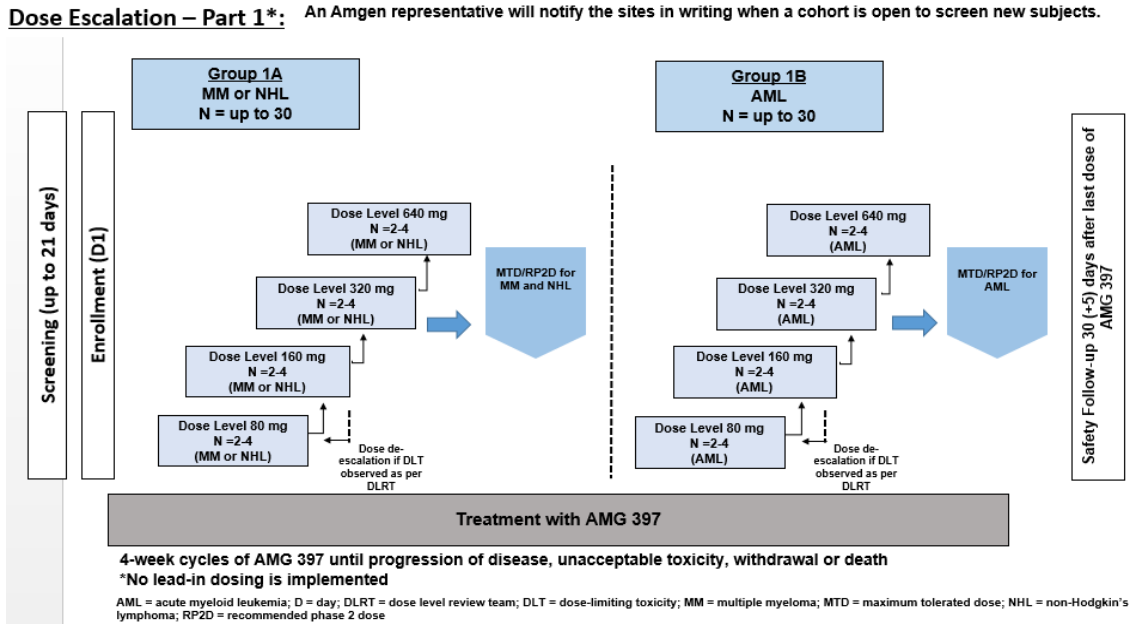 Dose Escalation – Part 1*:
An Amgen representative will notify the sites in writing when a cohort is open to screen new subjects.
Screening (up to 21 days)
Enrollment (D1)
Group 1A
MM or NHL
N = up to 30
Dose Level 640 mg
N =2-4
(MM or NHL)
Dose Level 320 mg
N =2-4
(MM or NHL)
Dose Level 160 mg
N =2-4
(MM or NHL)
Dose Level 80 mg
N =2-4
(MM or NHL)
Dose de-
escalation if DLT
observed as per
DLRT
MTD/RP2D for
MM and NHL
Group 1B
AML
N = up to 30
Dose Level 640 mg
N =2-4
(AML)
Dose Level 320 mg
N =2-4
(AML)
Dose Level 160 mg
N =2-4
(AML)
Dose Level 80 mg
N =2-4
(AML)
Dose de-
escalation if DLT
observed as per
DLRT
MTD/RP2D for
AML
Safety Follow-up 30 (+5) days after last dose of
AMG 397
Treatment with AMG 397
4-week cycles of AMG 397 until progression of disease, unacceptable toxicity, withdrawal or death
*No lead-in dosing is implemented
AML = acute myeloid leukemia; D = day; DLRT = dose level review team; DLT = dose-limiting toxicity; MM = multiple myeloma; MTD = maximum tolerated dose; NHL = non-Hodgkin's
lymphoma; RP2D = recommended phase 2 dose